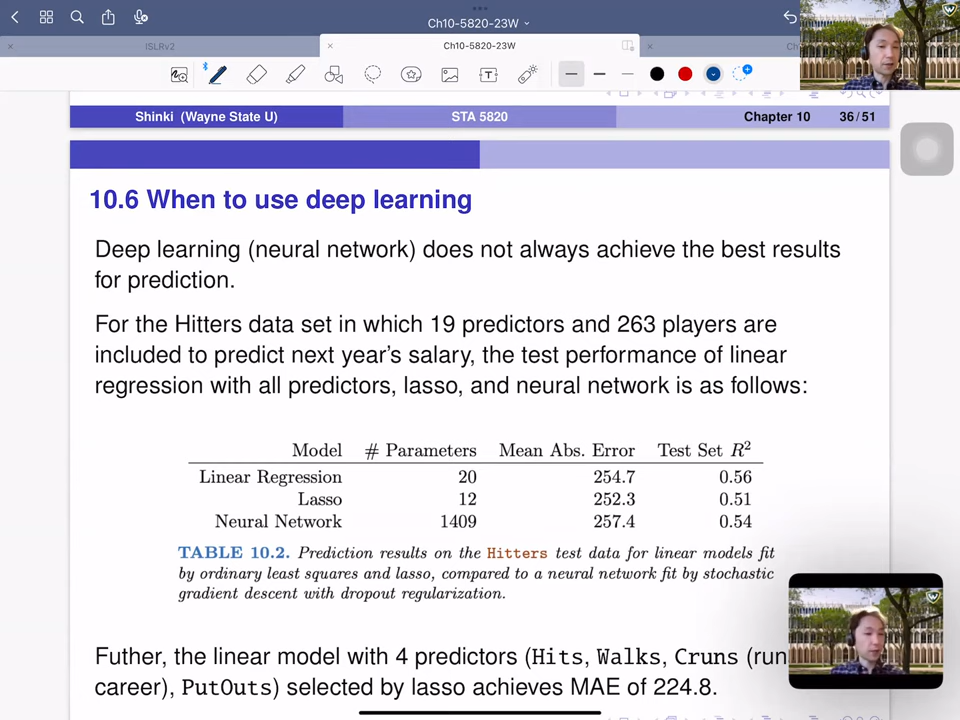 Ch10-5820-23W
ISLRv2
Ch10-5820-23W
Shinki (Wayne State U) STA 5820 Chapter 10 36/51
10.6 When to use deep learning
Deep learning (neural network) does not always achieve the best results
for prediction.
For the Hitters data set in which 19 predictors and 263 players are
included to predict next year's salary, the test performance of linear
regression with all predictors, lasso, and neural network is as follows:
Model # Parameters Mean Abs. Error Test Set R²
Linear Regression 20 254.7 0.56
Lasso 12 252.3 0.51
Neural Network 1409 257.4 0.54
TABLE 10.2. Prediction results on the Hitters test data for linear models fit
by ordinary least squares and lasso, compared to a neural network fit by stochastic
gradient descent with dropout regularization.
Futher, the linear model with 4 predictors (Hits, Walks, Cruns (run
career), PutOuts) selected by lasso achieves MAE of 224.8.